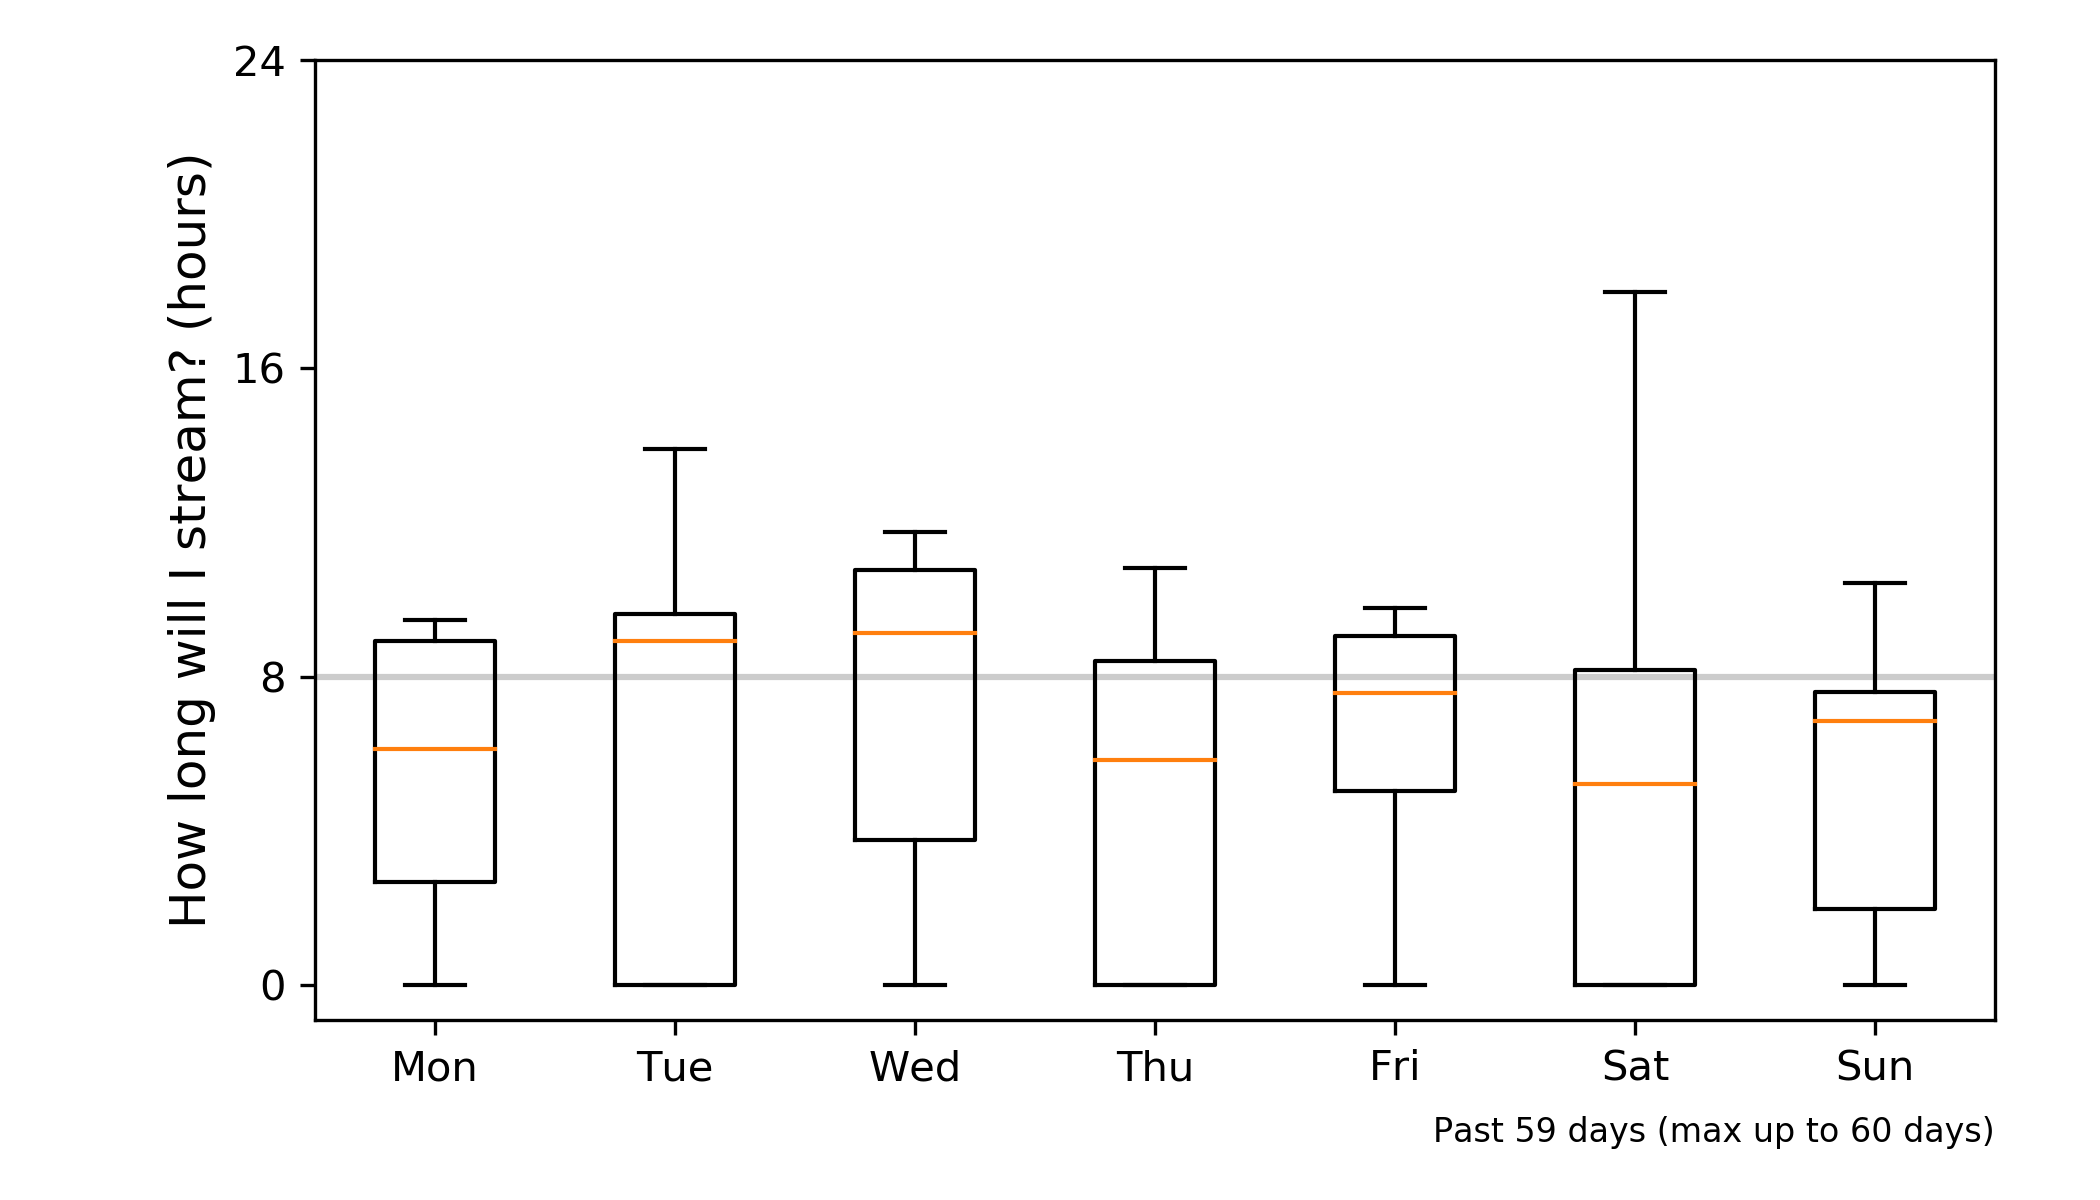 How long will I stream? (hours)
24
16
8
0
Mon Tue Wed Thu Fri Sat Sun
Past 59 days (max up to 60 days)